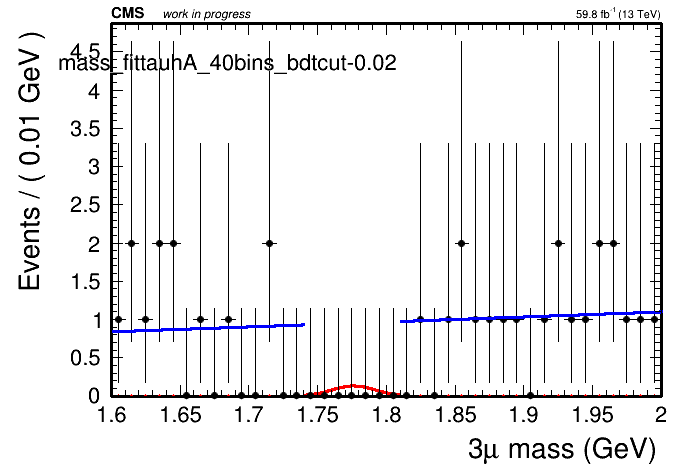 CMS work in progress 59.8 fb⁻¹ (13 TeV)
mass_fittauhA_40bins_bdtcut-0.02
Events / ( 0.01 GeV )
4.5
4
3.5
3
2.5
2
1.5
1
0.5
0
1.6 1.65 1.7 1.75 1.8 1.85 1.9 1.95 2
3μ mass (GeV)